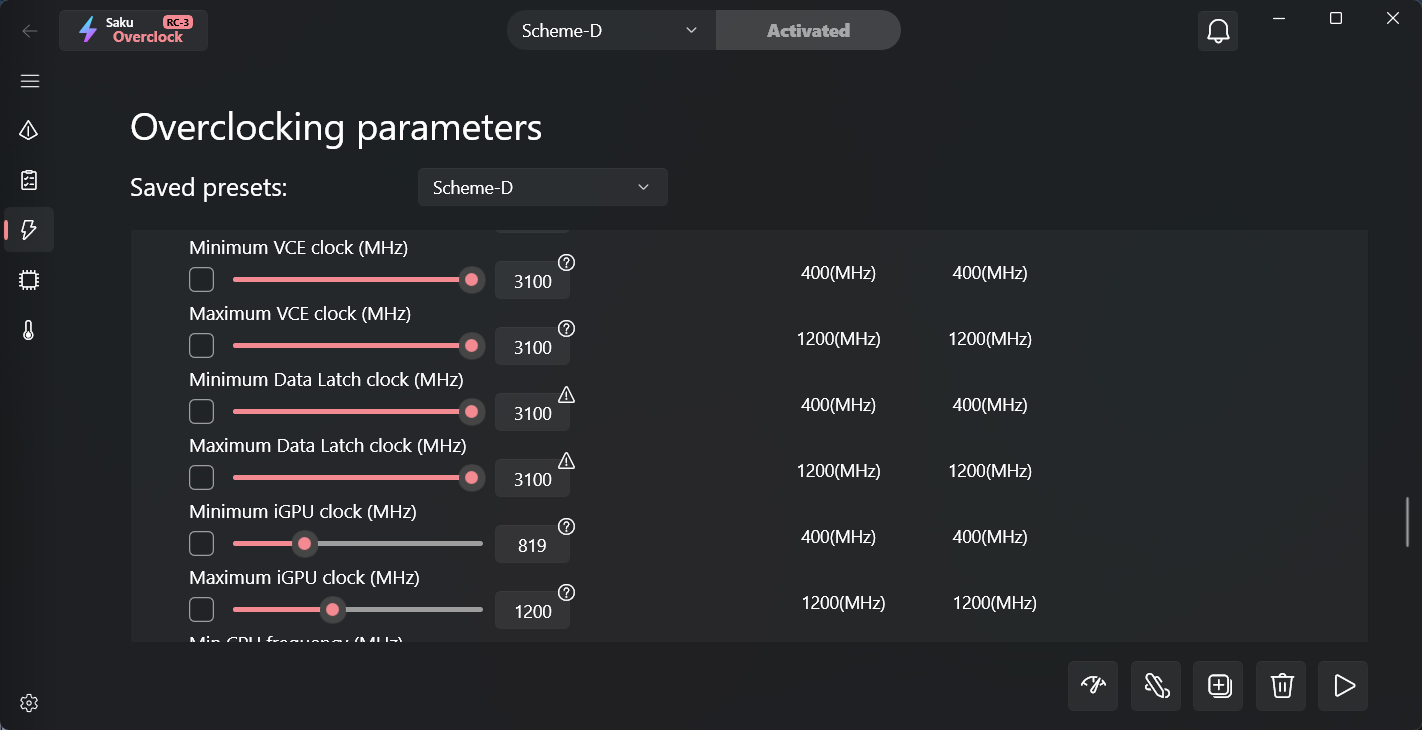 Saku RC-3
Overclock
Scheme-D
Activated
Overclocking parameters
Saved presets: Scheme-D
Minimum VCE clock (MHz)
3100 400(MHz) 400(MHz)
Maximum VCE clock (MHz)
3100 1200(MHz) 1200(MHz)
Minimum Data Latch clock (MHz)
3100 400(MHz) 400(MHz)
Maximum Data Latch clock (MHz)
3100 1200(MHz) 1200(MHz)
Minimum iGPU clock (MHz)
819 400(MHz) 400(MHz)
Maximum iGPU clock (MHz)
1200 1200(MHz) 1200(MHz)